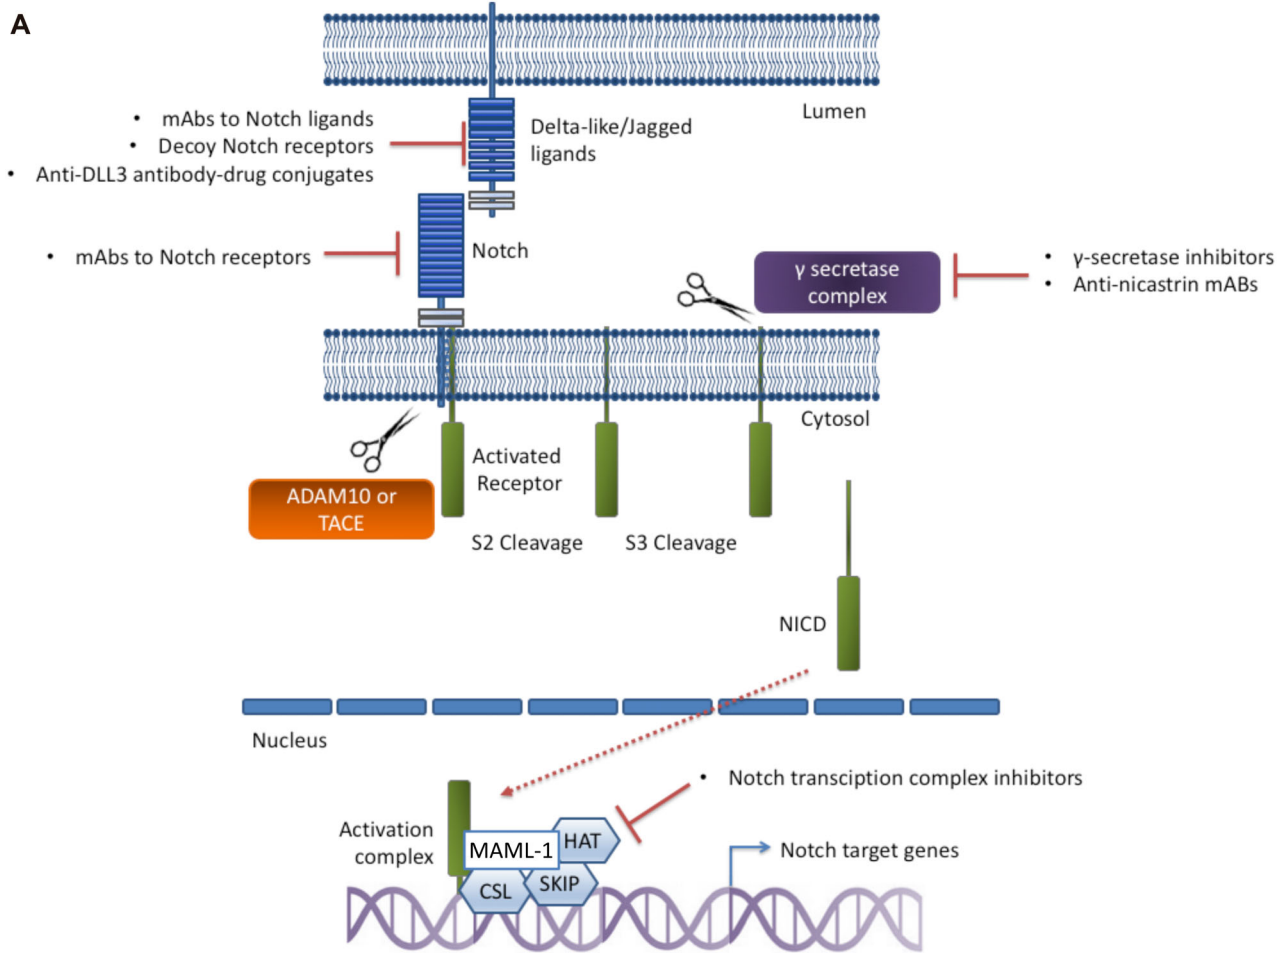 A
Lumen
• mAbs to Notch ligands
• Decoy Notch receptors
• Anti-DLL3 antibody-drug conjugates
Delta-like/Jagged
ligands
• mAbs to Notch receptors
Notch
γ secretase
complex
• γ-secretase inhibitors
• Anti-nicastrin mABs
Cytosol
Activated
Receptor
ADAM10 or
TACE
S2 Cleavage
S3 Cleavage
NICD
Nucleus
• Notch transciption complex inhibitors
Activation
complex
MAML-1
HAT
CSL
SKIP
Notch target genes